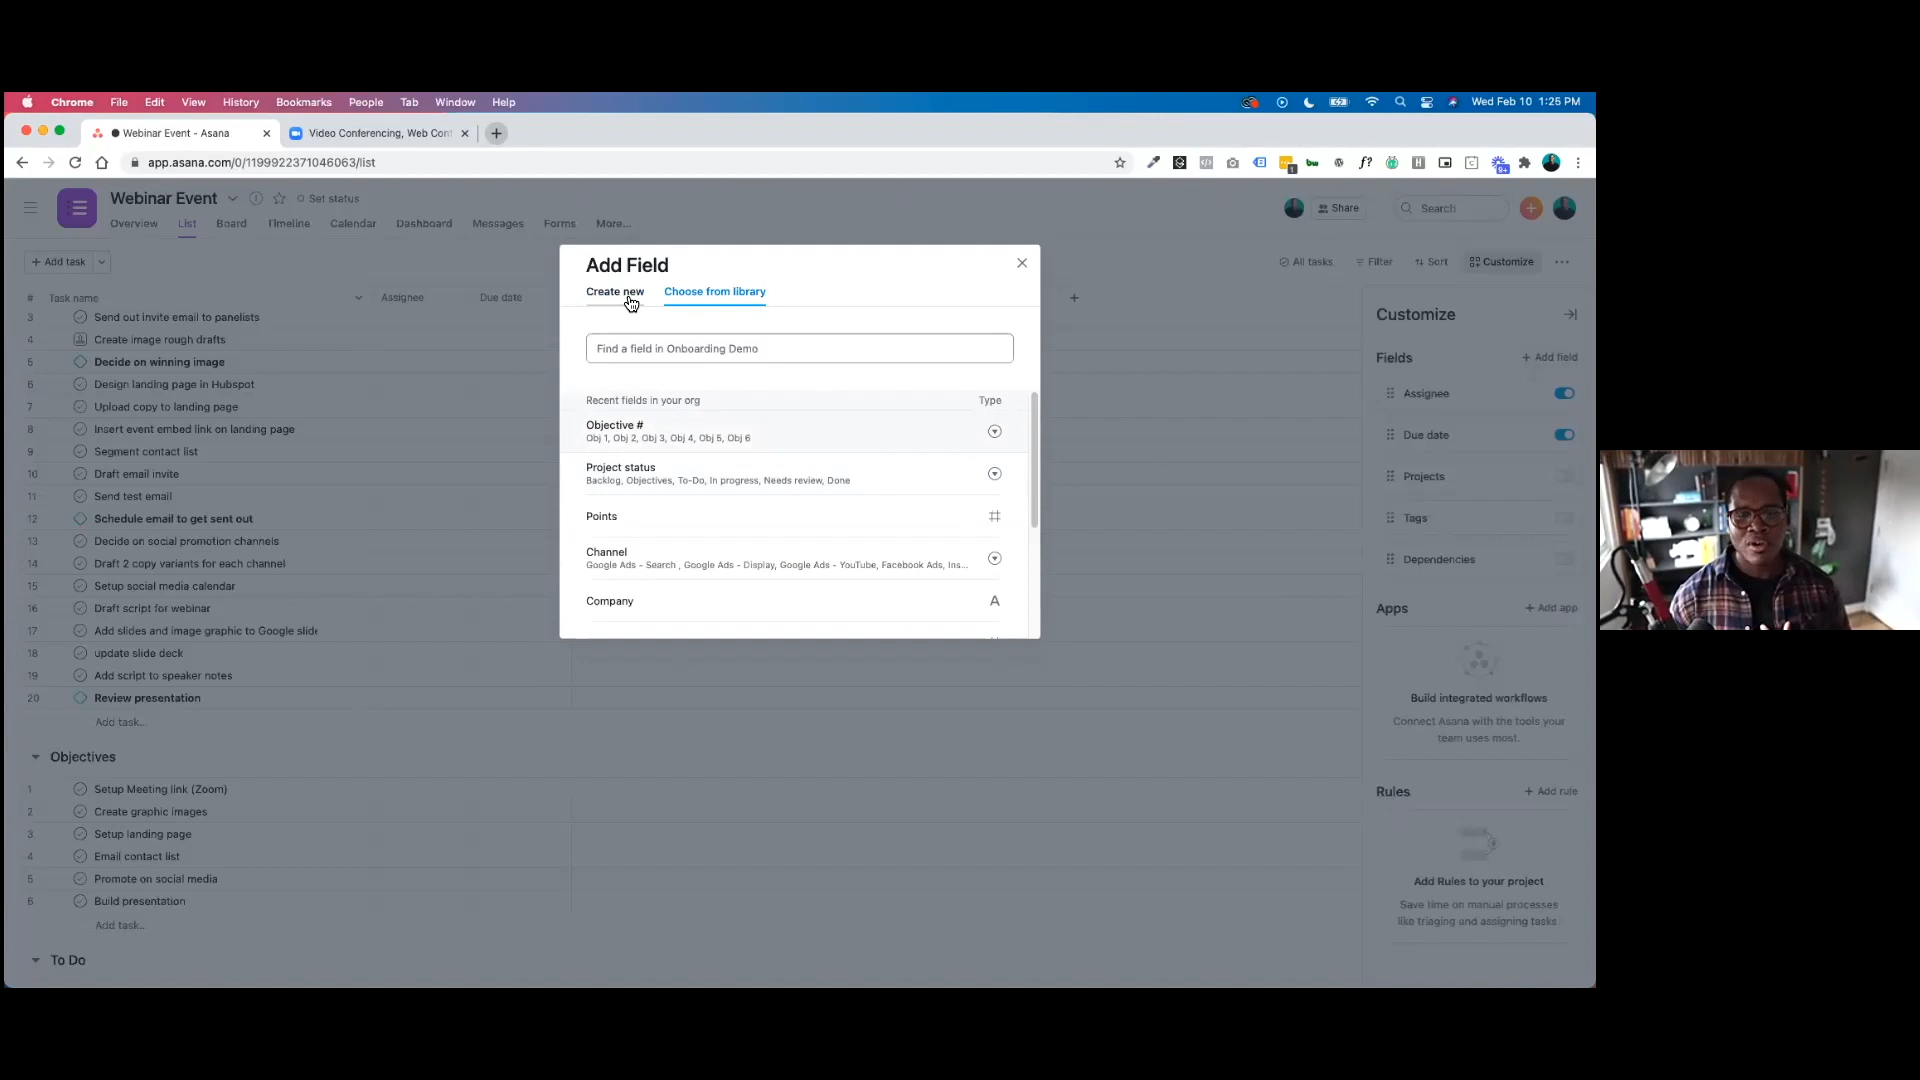 Chrome File Edit View History Bookmarks People Tab Window Help
Wed Feb 10 1:25 PM
Webinar Event - Asana
Video Conferencing, Web Con
app.asana.com/0/1199922371046063/list
Webinar Event
Set status
Overview List Board Timeline Calendar Dashboard Messages Forms More...
Share
Search
+ Add task
All tasks Filter Sort Customize
# Task name Assignee Due date
3 Send out invite email to panelists
4 Create image rough drafts
5 Decide on winning image
6 Design landing page in Hubspot
7 Upload copy to landing page
8 Insert event embed link on landing page
9 Segment contact list
10 Draft email invite
11 Send test email
12 Schedule email to get sent out
13 Decide on social promotion channels
14 Draft 2 copy variants for each channel
15 Setup social media calendar
16 Draft script for webinar
17 Add slides and image graphic to Google slide
18 update slide deck
19 Add script to speaker notes
20 Review presentation
Add task...
Objectives
1 Setup Meeting link (Zoom)
2 Create graphic images
3 Setup landing page
4 Email contact list
5 Promote on social media
6 Build presentation
Add task...
To Do
Add Field
Create new Choose from library
Find a field in Onboarding Demo
Recent fields in your org Type
Objective #
Obj 1, Obj 2, Obj 3, Obj 4, Obj 5, Obj 6
Project status
Backlog, Objectives, To-Do, In progress, Needs review, Done
Points
Channel
Google Ads - Search , Google Ads - Display, Google Ads - YouTube, Facebook Ads, Ins...
Company A
Customize
Fields + Add field
Assignee
Due date
Projects
Tags
Dependencies
Apps + Add app
Build integrated workflows
Connect Asana with the tools your
team uses most.
Rules + Add rule
Add Rules to your project
Save time on manual processes
like triaging and assigning tasks